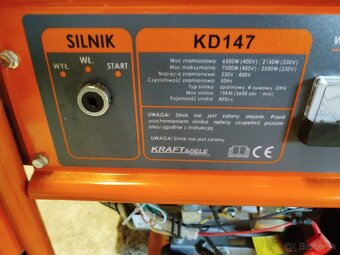 SILNIK
WYŁ.
WŁ.
START
KD147
Moc znamionowa 6500W (400V) / 2150W (230V)
Moc maksymalna 7500W (400V) / 2500W (230V)
Napięcie znamionowe 230V / 400V
Częstotliwość znamionowa 50Hz
Typ silnika spalinowy 4-suwowy OHV
Moc silnika 15KM (3600 obr / min)
Pojemność silnika 420cc
UWAGA! Silnik nie jest zalany olejem. Przed
uruchomieniem silnika należy uzupełnić poziom
oleju zgodnie z instrukcją.
UWAGA! Silnik nie jest zalany olejem.
KRAFT&DELE
CE